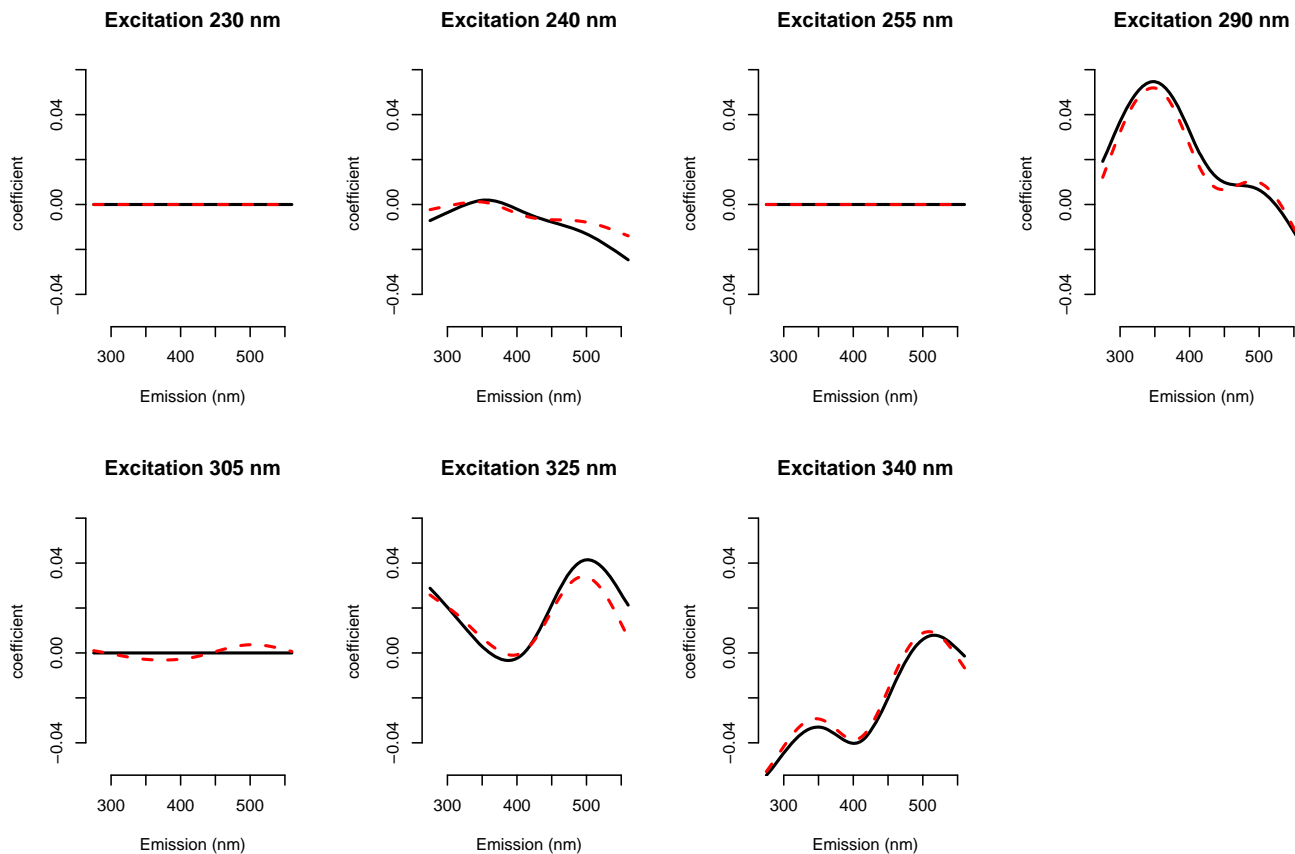 Excitation 230 nm
coefficient
0.04
0.00
−0.04
300 400 500
Emission (nm)
Excitation 240 nm
coefficient
0.04
0.00
−0.04
300 400 500
Emission (nm)
Excitation 255 nm
coefficient
0.04
0.00
−0.04
300 400 500
Emission (nm)
Excitation 290 nm
coefficient
0.04
0.00
−0.04
300 400 500
Emission (nm)
Excitation 305 nm
coefficient
0.04
0.00
−0.04
300 400 500
Emission (nm)
Excitation 325 nm
coefficient
0.04
0.00
−0.04
300 400 500
Emission (nm)
Excitation 340 nm
coefficient
0.04
0.00
−0.04
300 400 500
Emission (nm)